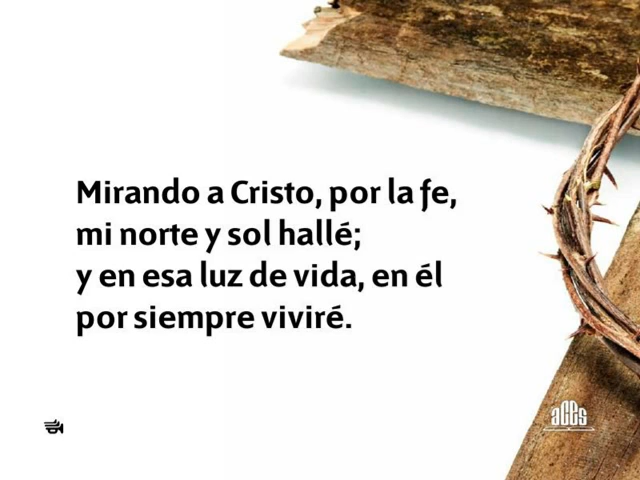 Mirando a Cristo, por la fe,
mi norte y sol hallé;
y en esa luz de vida, en él
por siempre viviré.
aces